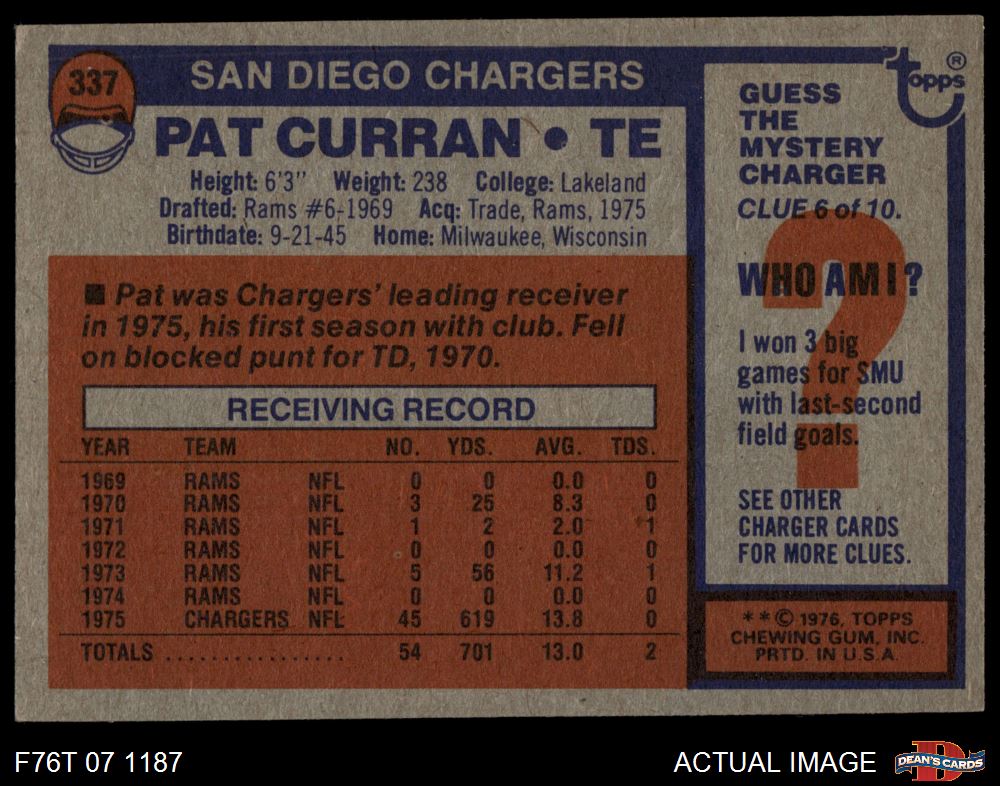 337
SAN DIEGO CHARGERS
PAT CURRAN • TE
Height: 6'3" Weight: 238 College: Lakeland
Drafted: Rams #6-1969 Acq: Trade, Rams, 1975
Birthdate: 9-21-45 Home: Milwaukee, Wisconsin
■ Pat was Chargers' leading receiver
in 1975, his first season with club. Fell
on blocked punt for TD, 1970.
RECEIVING RECORD
YEAR TEAM NO. YDS. AVG. TDS.
1969 RAMS NFL 0 0 0.0 0
1970 RAMS NFL 3 25 8.3 0
1971 RAMS NFL 1 2 2.0 1
1972 RAMS NFL 0 0 0.0 0
1973 RAMS NFL 5 56 11.2 1
1974 RAMS NFL 0 0 0.0 0
1975 CHARGERS NFL 45 619 13.8 0
TOTALS ................. 54 701 13.0 2
topps ®
GUESS
THE
MYSTERY
CHARGER
CLUE 6 of 10.
WHO AM I?
?
I won 3 big
games for SMU
with last-second
field goals.
SEE OTHER
CHARGER CARDS
FOR MORE CLUES.
* * © 1976, TOPPS
CHEWING GUM, INC.
PRTD. IN U.S.A.
F76T 07 1187
ACTUAL IMAGE
D
DEAN'S CARDS